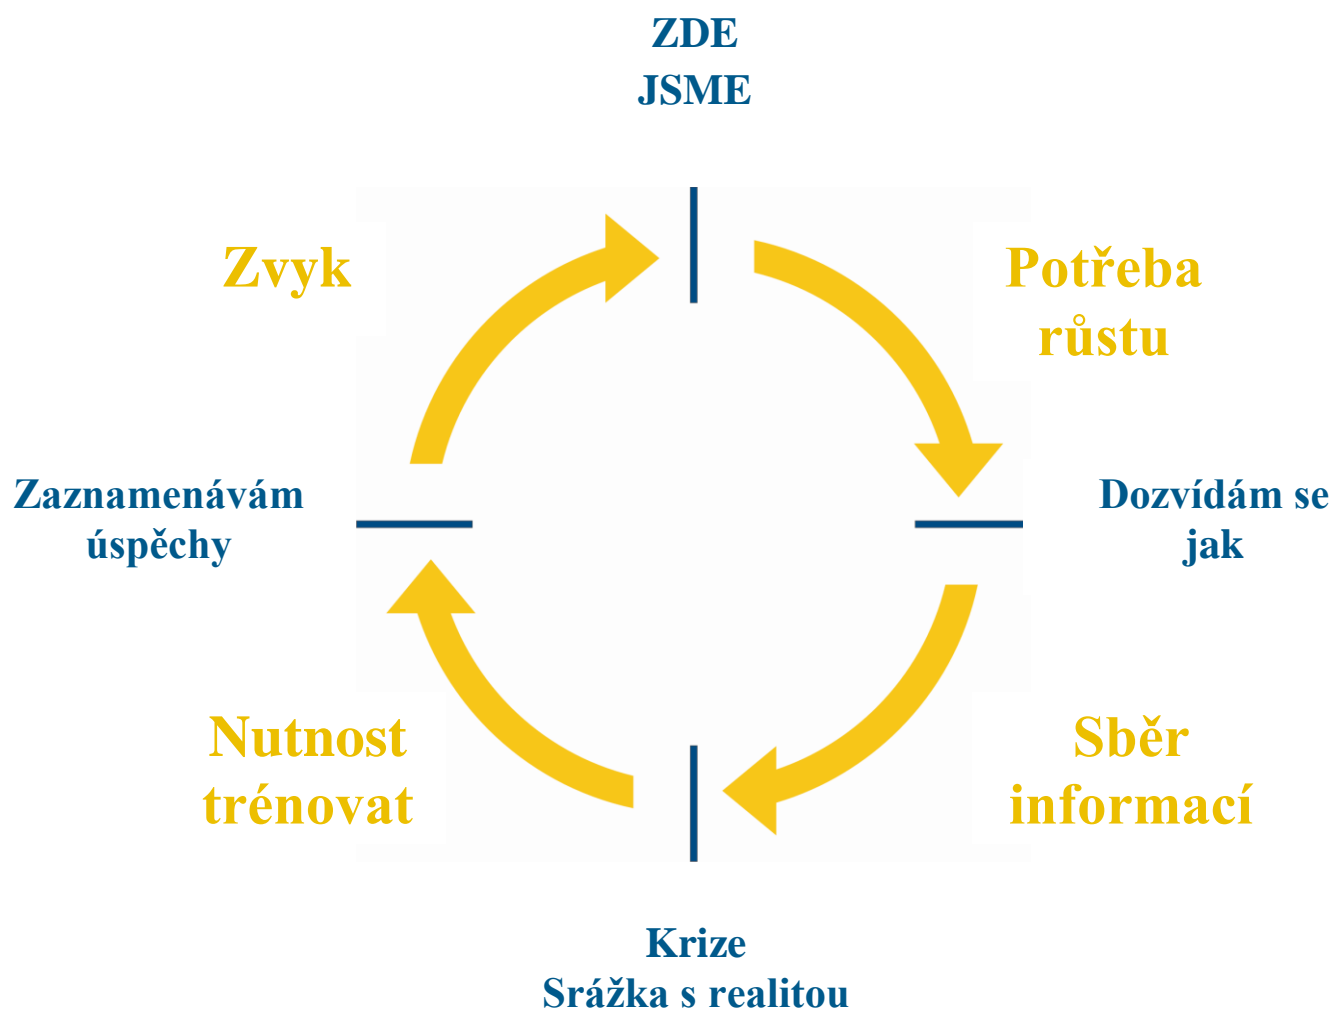 ZDE
JSME
Zvyk
Potřeba
růstu
Zaznamenávám
úspěchy
Dozvídám se
jak
Nutnost
trénovat
Sběr
informací
Krize
Srážka s realitou